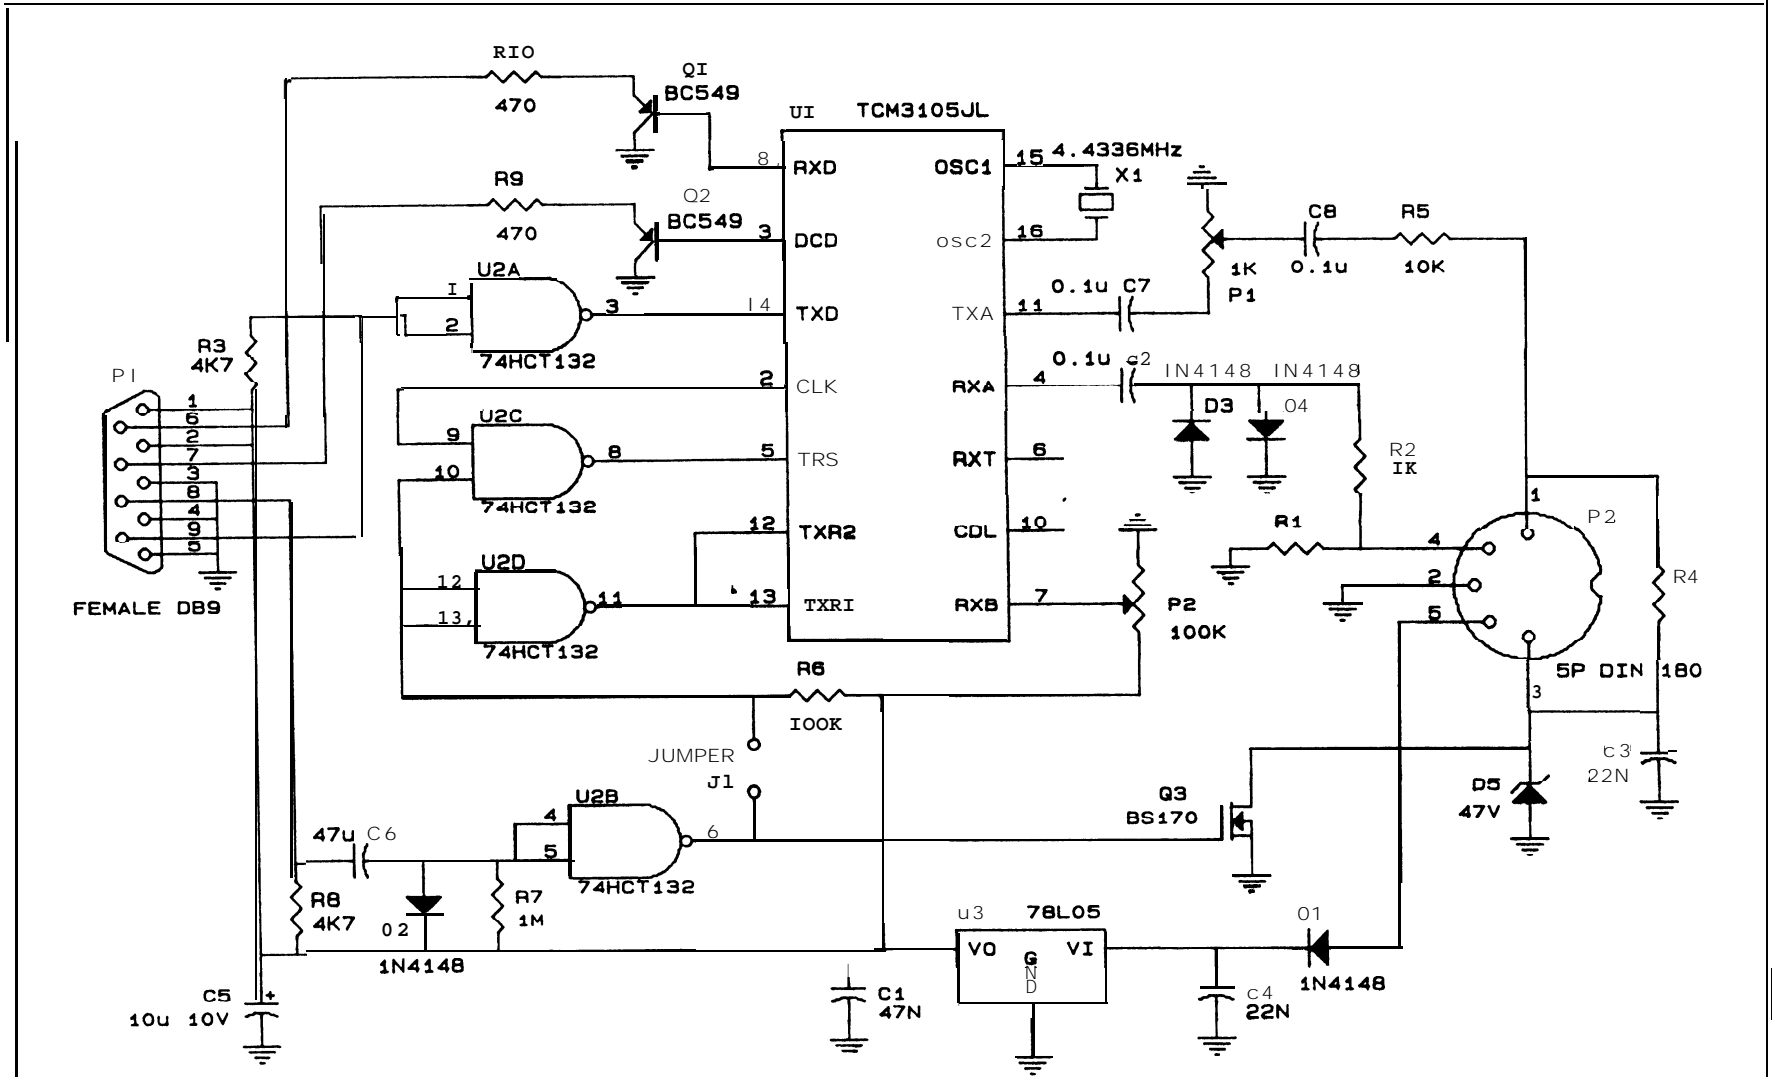 RIO
470
QI
BC549
UI
TCM3105JL
8
RXD
OSC1
15
4.4336MHz
X1
R9
470
Q2
BC549
3
DCD
osc2
16
C8
0.1u
R5
10K
1K
P1
U2A
I
2
3
74HCT132
I4
TXD
TXA
11
0.1u C7
R3
4K7
2
CLK
RXA
4
0.1u c2
1N4148
1N4148
D3
O4
R2
IK
U2C
9
10
8
74HCT132
5
TRS
RXT
6
PI
1
6
2
7
3
8
4
9
5
FEMALE DB9
12
TXR2
CDL
10
R1
1
P2
4
2
5
3
5P DIN 180
R4
U2D
12
13
11
74HCT132
13
TXRI
RXB
7
P2
100K
R6
IOOK
JUMPER
J1
c3
22N
D5
47V
Q3
BS170
U2B
4
5
6
74HCT132
47u C6
R8
4K7
O2
1N4148
R7
1M
u3
78L05
VO
VI
G
N
D
O1
1N4148
C5
+
10u 10V
C1
47N
c4
22N